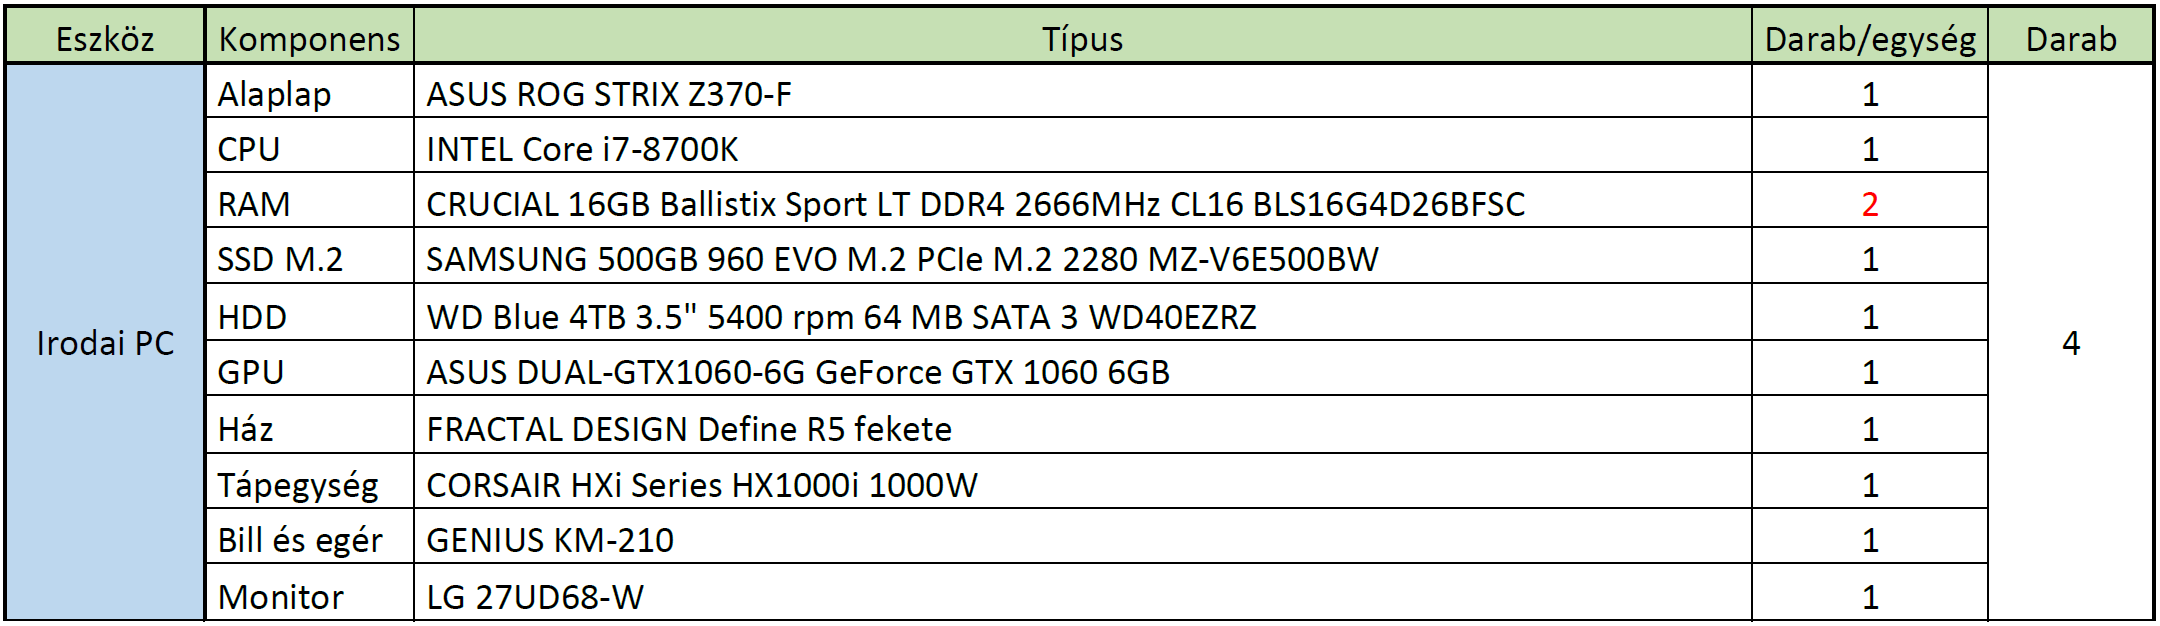 Eszköz Komponens Típus Darab/egység Darab
Alaplap ASUS ROG STRIX Z370-F 1
CPU INTEL Core i7-8700K 1
RAM CRUCIAL 16GB Ballistix Sport LT DDR4 2666MHz CL16 BLS16G4D26BFSC 2
SSD M.2 SAMSUNG 500GB 960 EVO M.2 PCIe M.2 2280 MZ-V6E500BW 1
HDD WD Blue 4TB 3.5" 5400 rpm 64 MB SATA 3 WD40EZRZ 1
Irodai PC 4
GPU ASUS DUAL-GTX1060-6G GeForce GTX 1060 6GB 1
Ház FRACTAL DESIGN Define R5 fekete 1
Tápegység CORSAIR HXi Series HX1000i 1000W 1
Bill és egér GENIUS KM-210 1
Monitor LG 27UD68-W 1